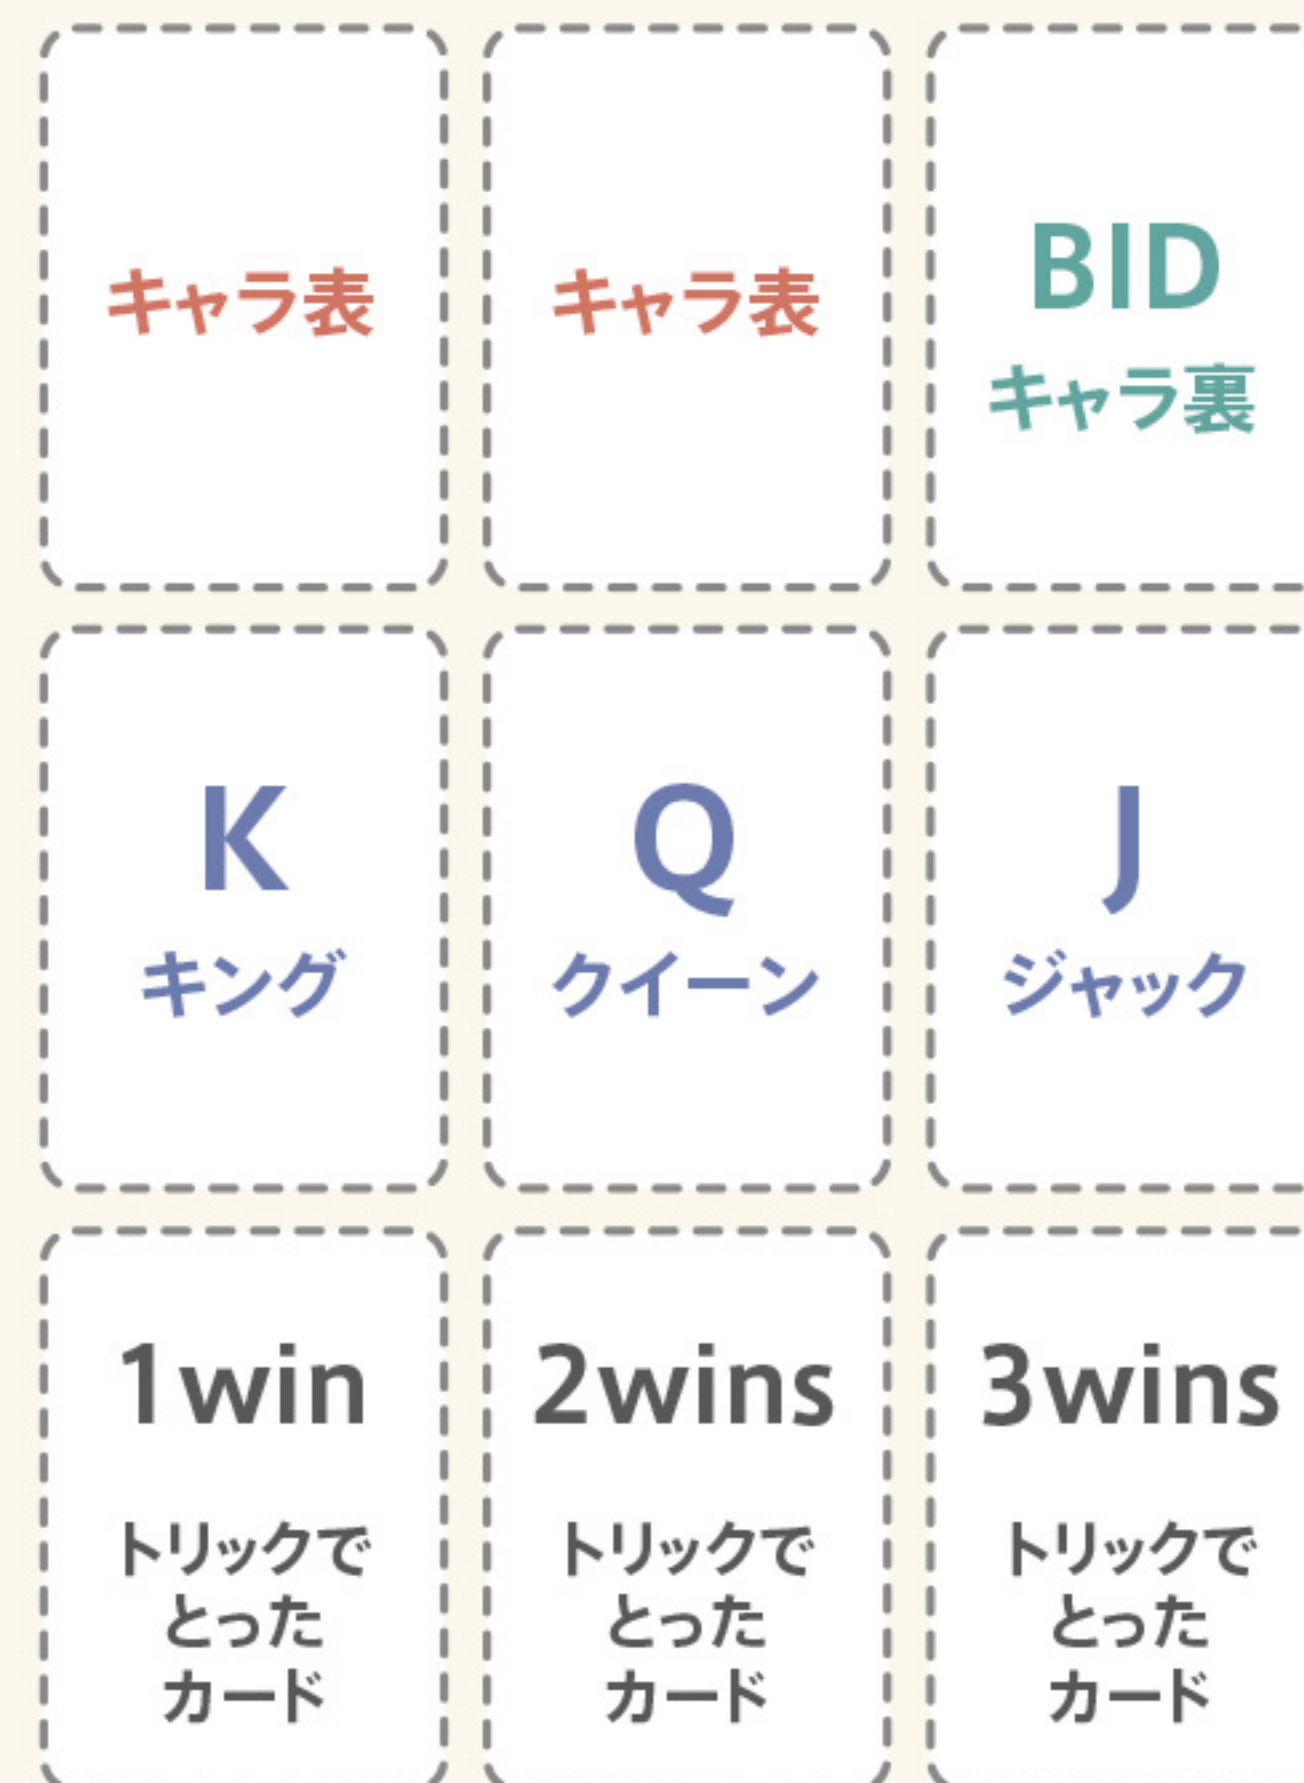 キャラ表
キャラ表
BID
キャラ裏
K
キング
Q
クイーン
J
ジャック
1win
トリックで
とった
カード
2wins
トリックで
とった
カード
3wins
トリックで
とった
カード